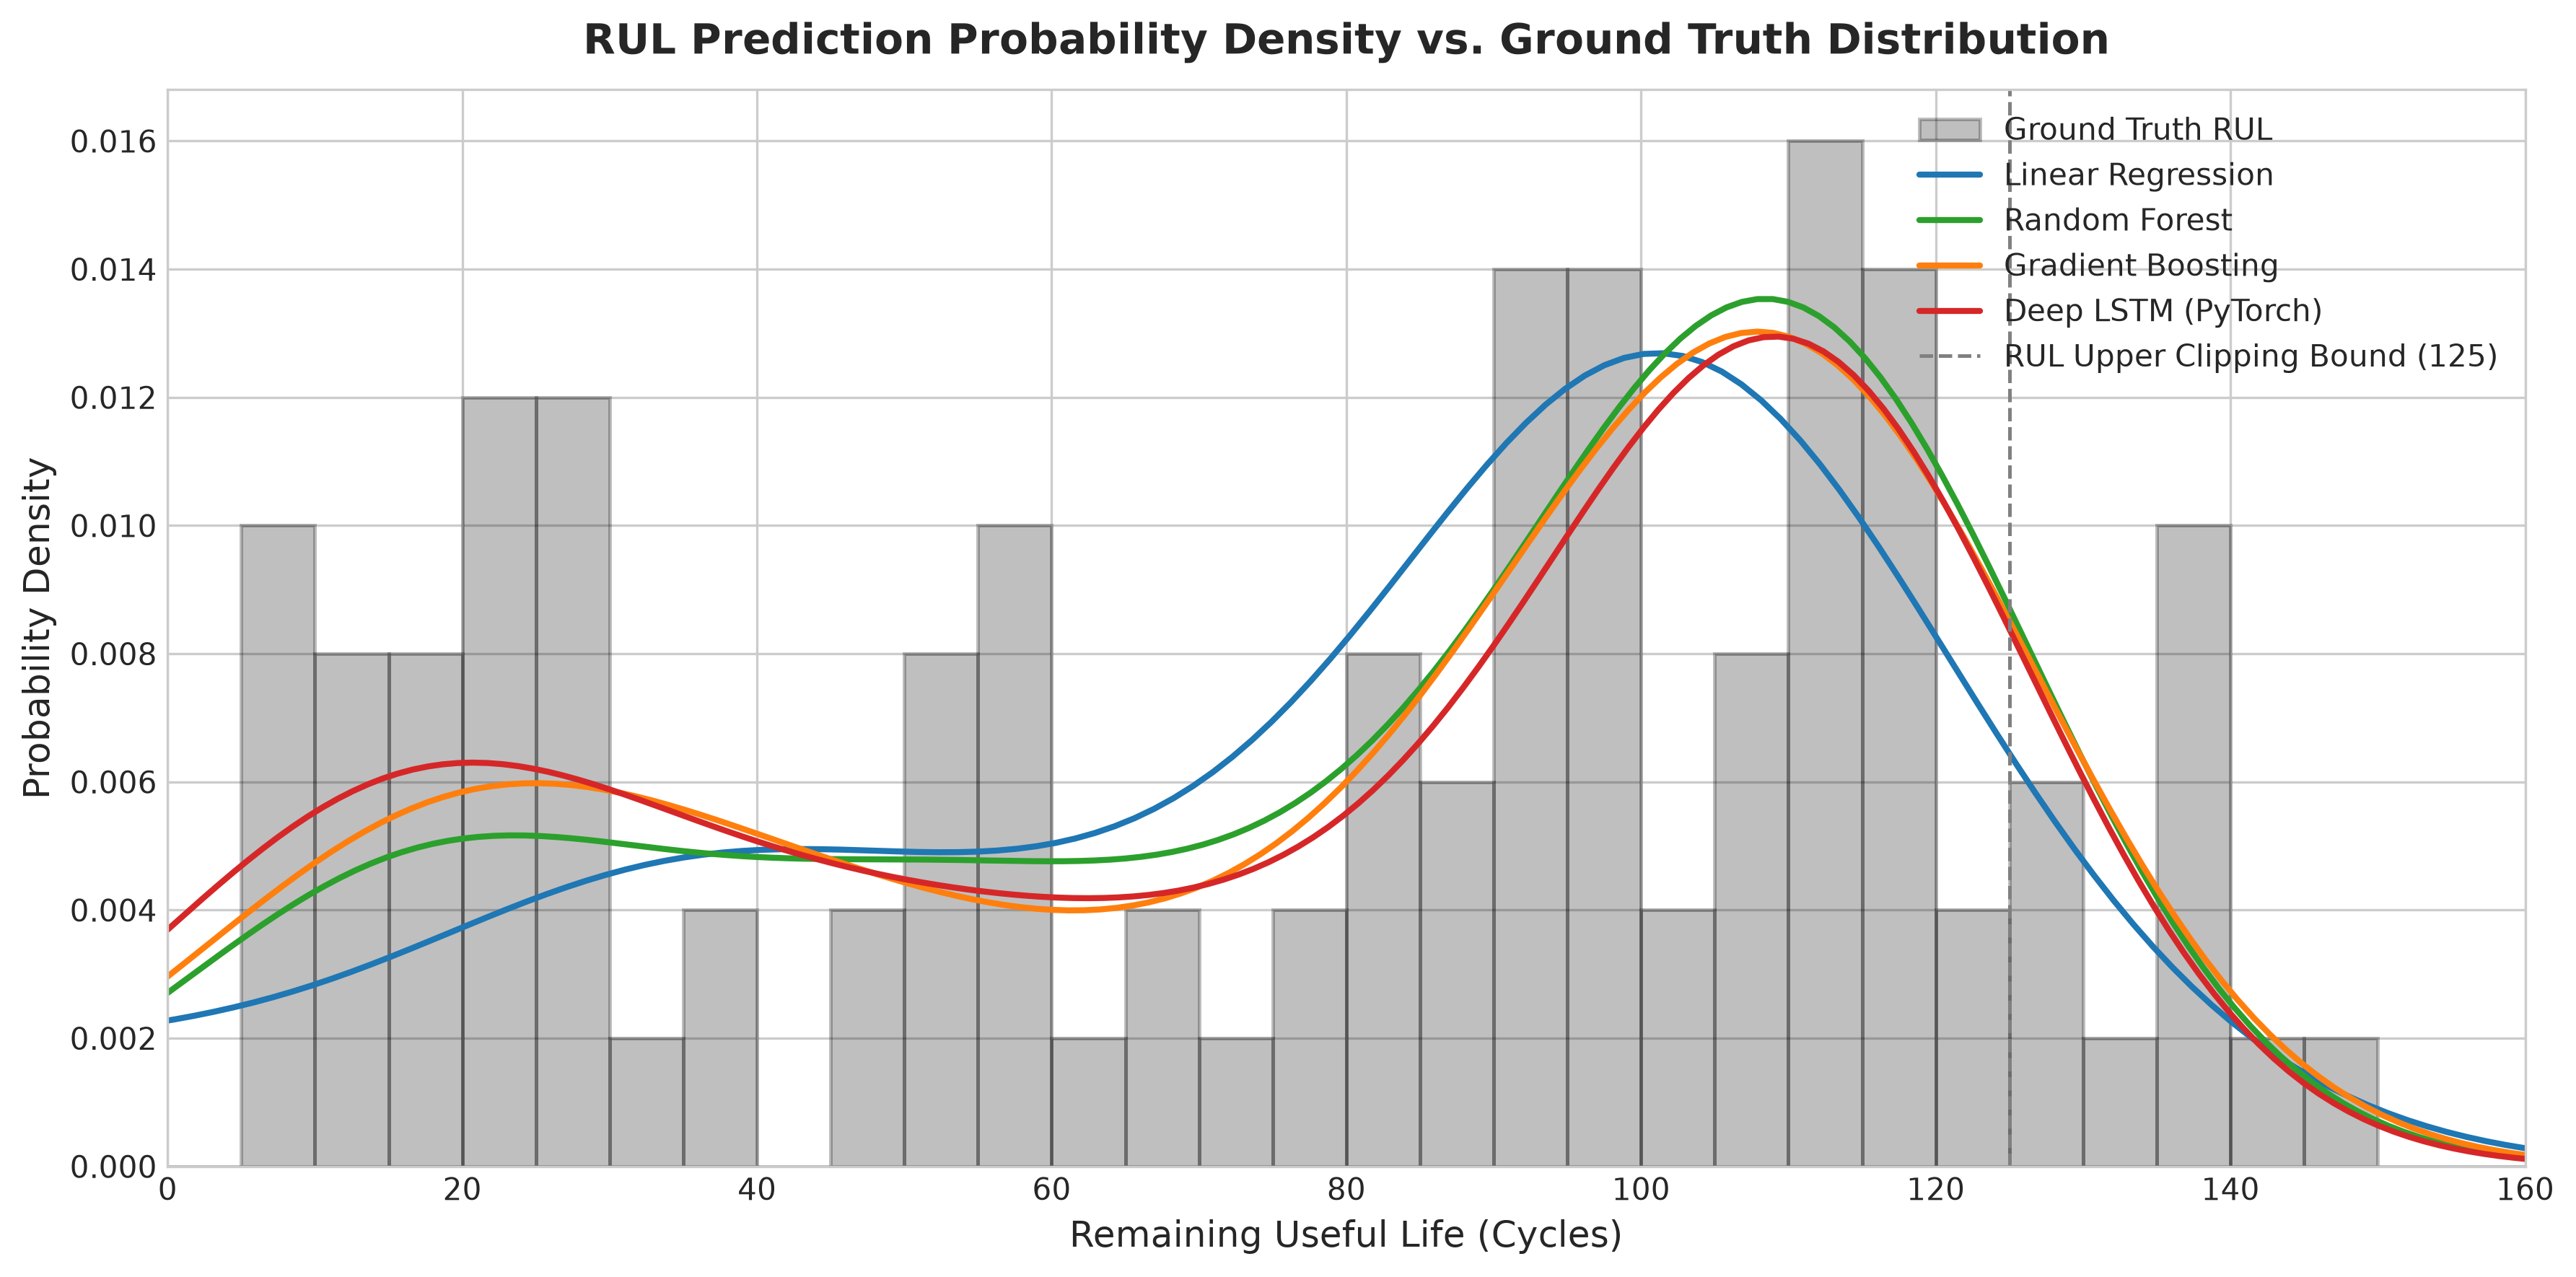 RUL Prediction Probability Density vs. Ground Truth Distribution
Probability Density
0.016
0.014
0.012
0.010
0.008
0.006
0.004
0.002
0.000
Ground Truth RUL
Linear Regression
Random Forest
Gradient Boosting
Deep LSTM (PyTorch)
RUL Upper Clipping Bound (125)
0 20 40 60 80 100 120 140 160
Remaining Useful Life (Cycles)